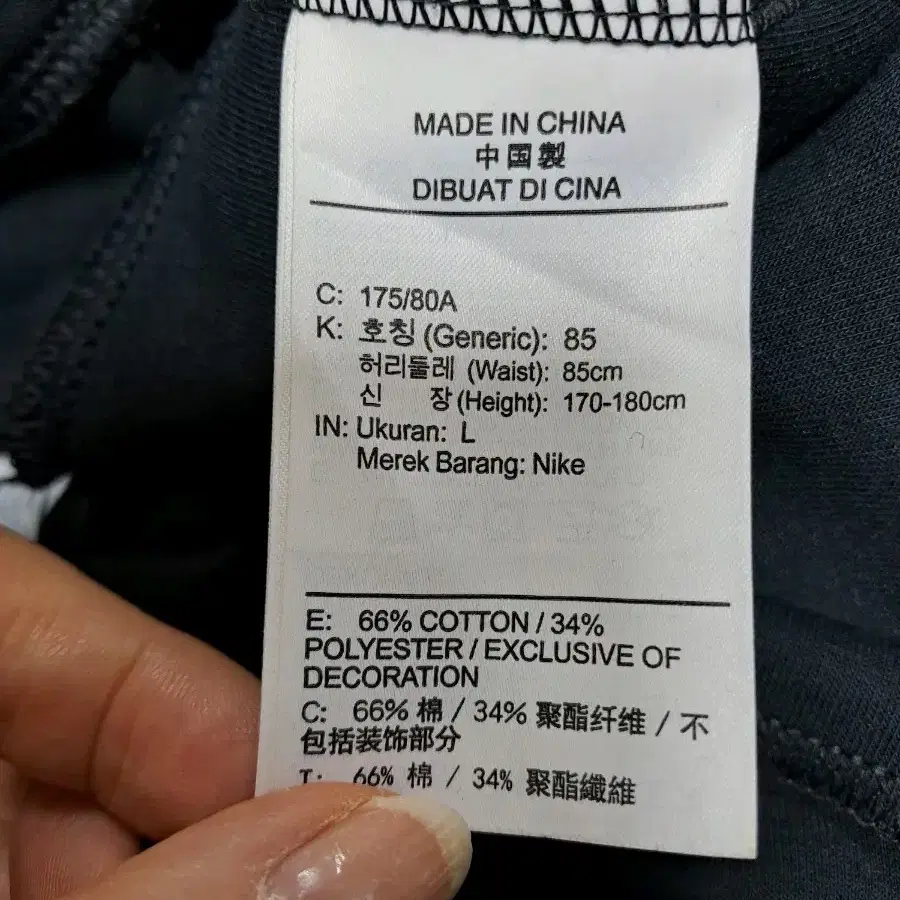 MADE IN CHINA
中国製
DIBUAT DI CINA
C: 175/80A
K: 호칭 (Generic): 85
허리둘레 (Waist): 85cm
신 장 (Height): 170-180cm
IN: Ukuran: L
Merek Barang: Nike
E: 66% COTTON / 34%
POLYESTER / EXCLUSIVE OF
DECORATION
C: 66% 棉 / 34% 聚酯纤维 / 不
包括装饰部分
T: 66% 棉 / 34% 聚酯纖維